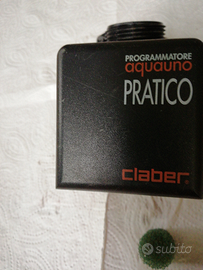 PROGRAMMATORE
aquauno
PRATICO
claber
subito